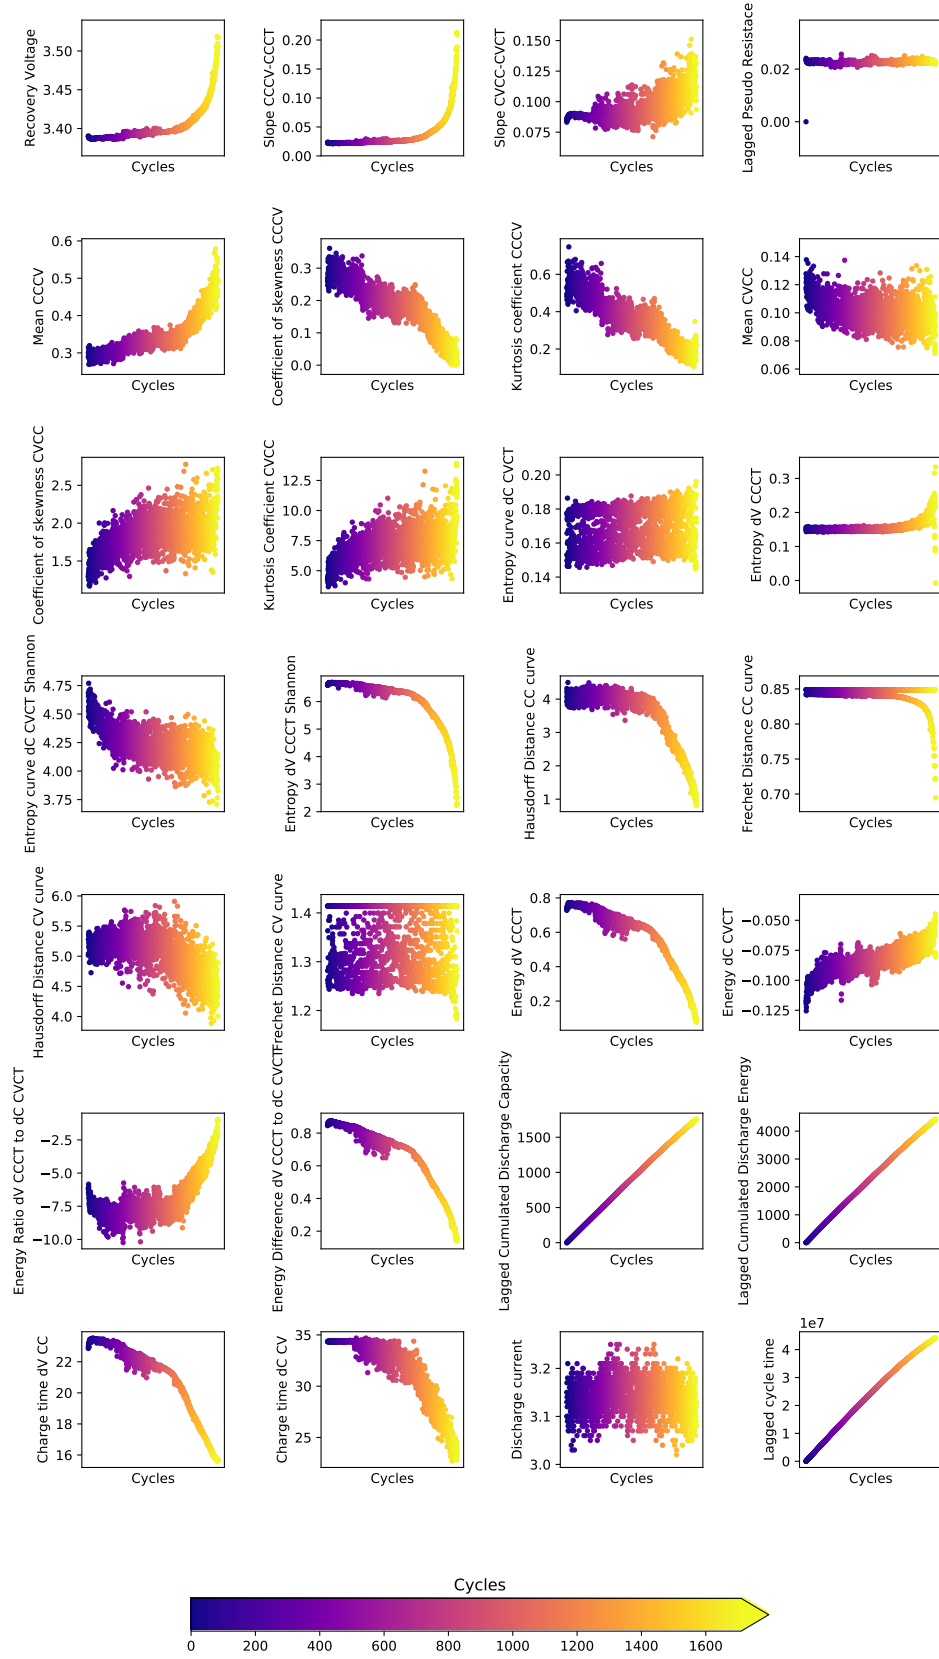 Recovery Voltage
3.50
3.45
3.40
Cycles
Slope CCCV-CCCT
0.20
0.15
0.10
0.05
0.00
Cycles
Slope CVCC-CVCT
0.150
0.125
0.100
0.075
Cycles
Lagged Pseudo Resistace
0.02
0.00
Cycles
Mean CCCV
0.6
0.5
0.4
0.3
Cycles
Coefficient of skewness CCCV
0.3
0.2
0.1
0.0
Cycles
Kurtosis coefficient CCCV
0.6
0.4
0.2
Cycles
Mean CVCC
0.14
0.12
0.10
0.08
0.06
Cycles
Coefficient of skewness CVCC
2.5
2.0
1.5
Cycles
Kurtosis Coefficient CVCC
12.5
10.0
7.5
5.0
Cycles
Entropy curve dC CVCT
0.20
0.18
0.16
0.14
Cycles
Entropy dV CCCT
0.3
0.2
0.1
0.0
Cycles
Entropy curve dC CVCT Shannon
4.75
4.50
4.25
4.00
3.75
Cycles
Entropy dV CCCT Shannon
6
5
4
3
2
Cycles
Hausdorff Distance CC curve
4
3
2
1
Cycles
Frechet Distance CC curve
0.85
0.80
0.75
0.70
Cycles
Hausdorff Distance CV curve
6.0
5.5
5.0
4.5
4.0
Cycles
Frechet Distance CV curve
1.4
1.3
1.2
Cycles
Energy dV CCCT
0.8
0.6
0.4
0.2
Cycles
Energy dC CVCT
−0.050
−0.075
−0.100
−0.125
Cycles
Energy Ratio dV CCCT to dC CVCT
−2.5
−5.0
−7.5
−10.0
Cycles
Energy Difference dV CCCT to dC CVCT
0.8
0.6
0.4
0.2
Cycles
Lagged Cumulated Discharge Capacity
1500
1000
500
0
Cycles
Lagged Cumulated Discharge Energy
4000
3000
2000
1000
0
Cycles
Charge time dV CC
22
20
18
16
Cycles
Charge time dC CV
35
30
25
Cycles
Discharge current
3.2
3.1
3.0
Cycles
Lagged cycle time
1e7
4
3
2
1
0
Cycles
Cycles
0 200 400 600 800 1000 1200 1400 1600